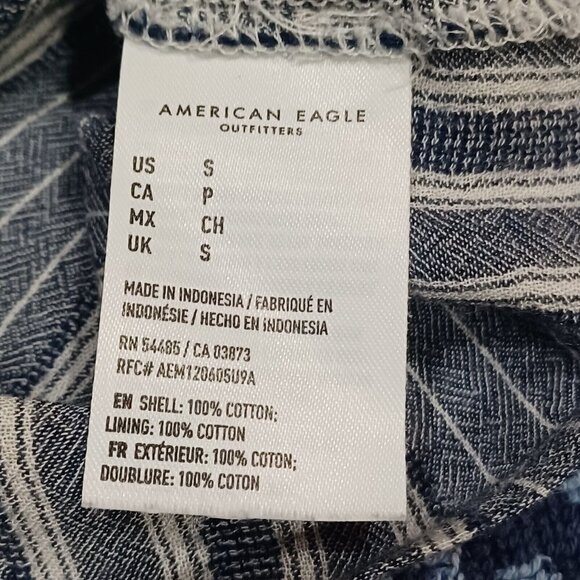 AMERICAN EAGLE
OUTFITTERS
US S
CA P
MX CH
UK S
MADE IN INDONESIA / FABRIQUÉ EN
INDONÉSIE / HECHO EN INDONESIA
RN 54485 / CA 03873
RFC# AEM120605U9A
EN SHELL: 100% COTTON;
LINING: 100% COTTON
FR EXTÉRIEUR: 100% COTON;
DOUBLURE: 100% COTON